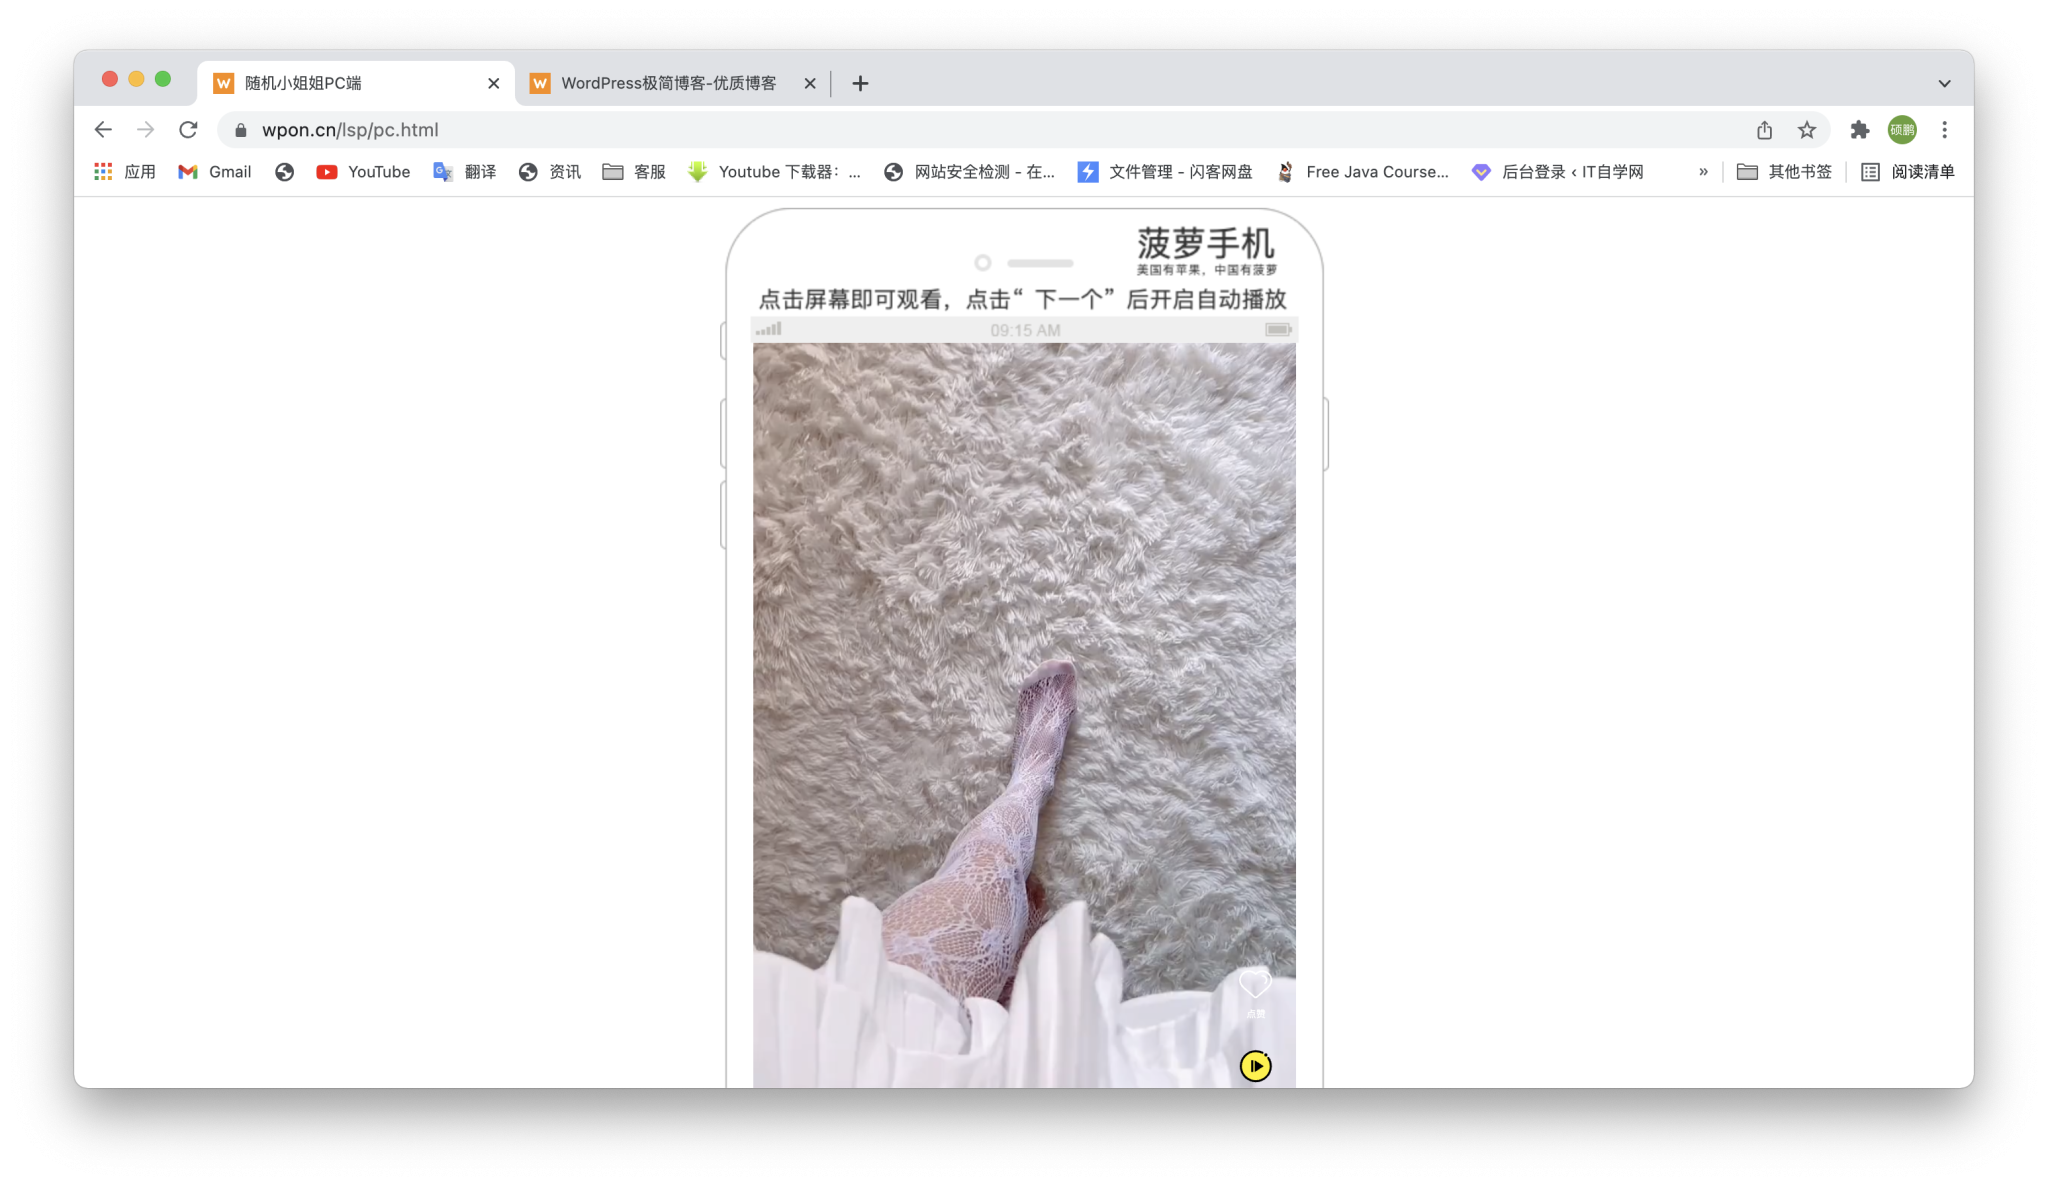 随机小姐姐PC端
WordPress极简博客-优质博客
wpon.cn/lsp/pc.html
硕鹏
应用 Gmail YouTube 翻译 资讯 客服 Youtube 下载器：... 网站安全检测 - 在... 文件管理 - 闪客网盘 Free Java Course... 后台登录 ‹ IT自学网 » 其他书签 阅读清单
菠萝手机
美国有苹果，中国有菠萝
点击屏幕即可观看，点击“下一个”后开启自动播放
09:15 AM
点赞